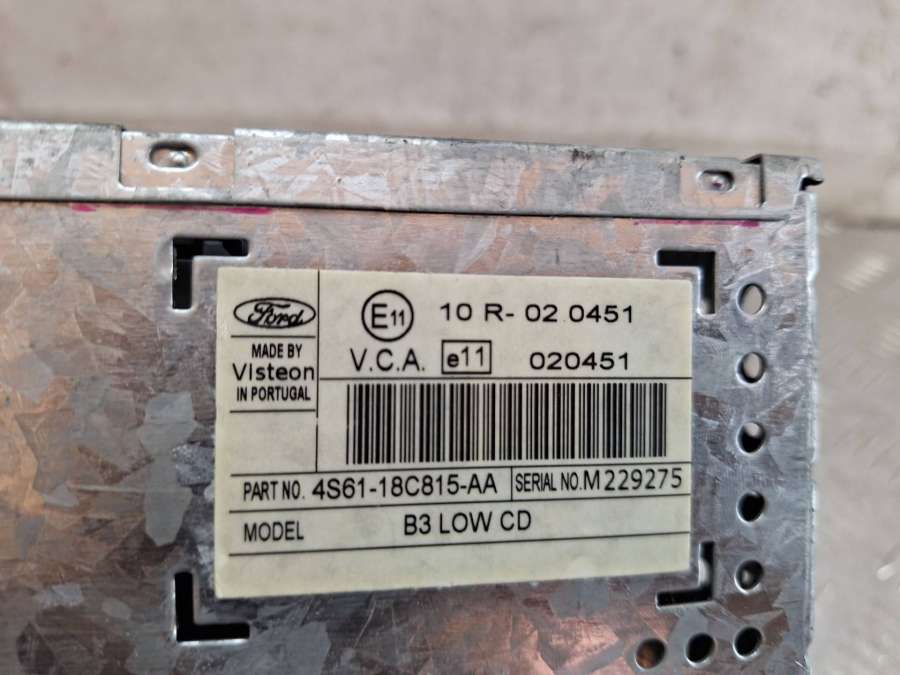 Ford
MADE BY
Visteon
IN PORTUGAL
E11 10 R- 02 0451
V.C.A. e11 020451
PART NO. 4S61-18C815-AA SERIAL NO. M229275
MODEL B3 LOW CD